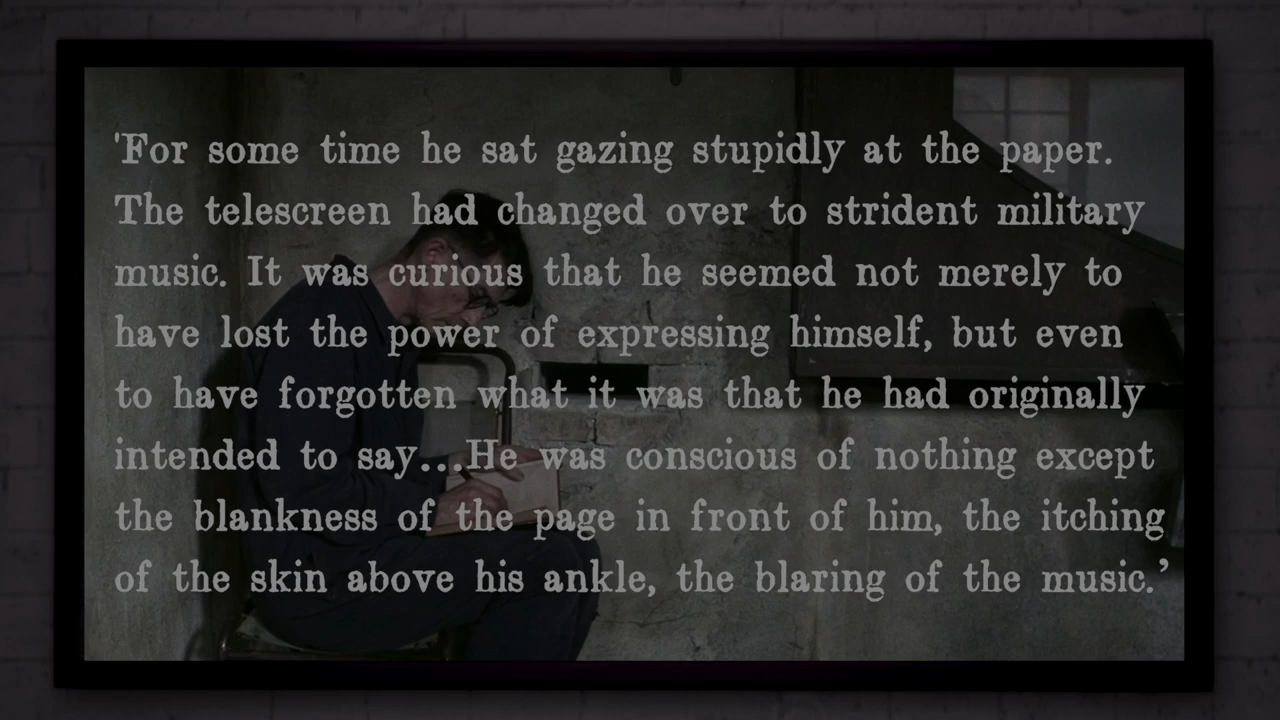 'For some time he sat gazing stupidly at the paper.
The telescreen had changed over to strident military
music. It was curious that he seemed not merely to
have lost the power of expressing himself, but even
to have forgotten what it was that he had originally
intended to say...He was conscious of nothing except
the blankness of the page in front of him, the itching
of the skin above his ankle, the blaring of the music.’